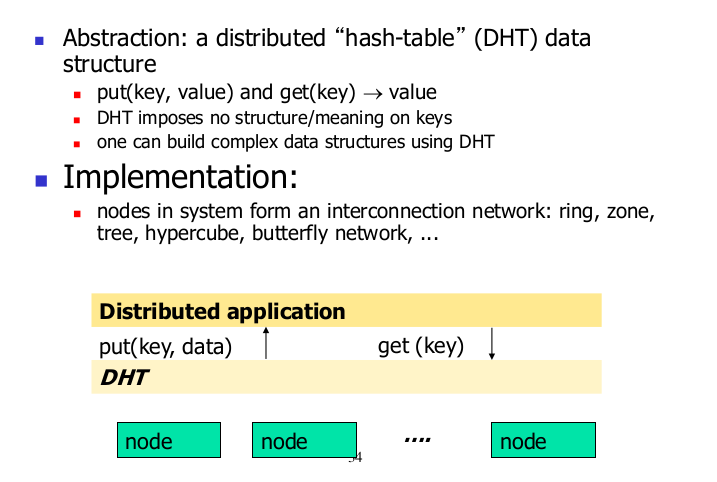 Abstraction: a distributed “hash-table” (DHT) data
structure
put(key, value) and get(key) → value
DHT imposes no structure/meaning on keys
one can build complex data structures using DHT
Implementation:
nodes in system form an interconnection network: ring, zone,
tree, hypercube, butterfly network, ...
Distributed application
put(key, data)
get (key)
DHT
node
node
....
node